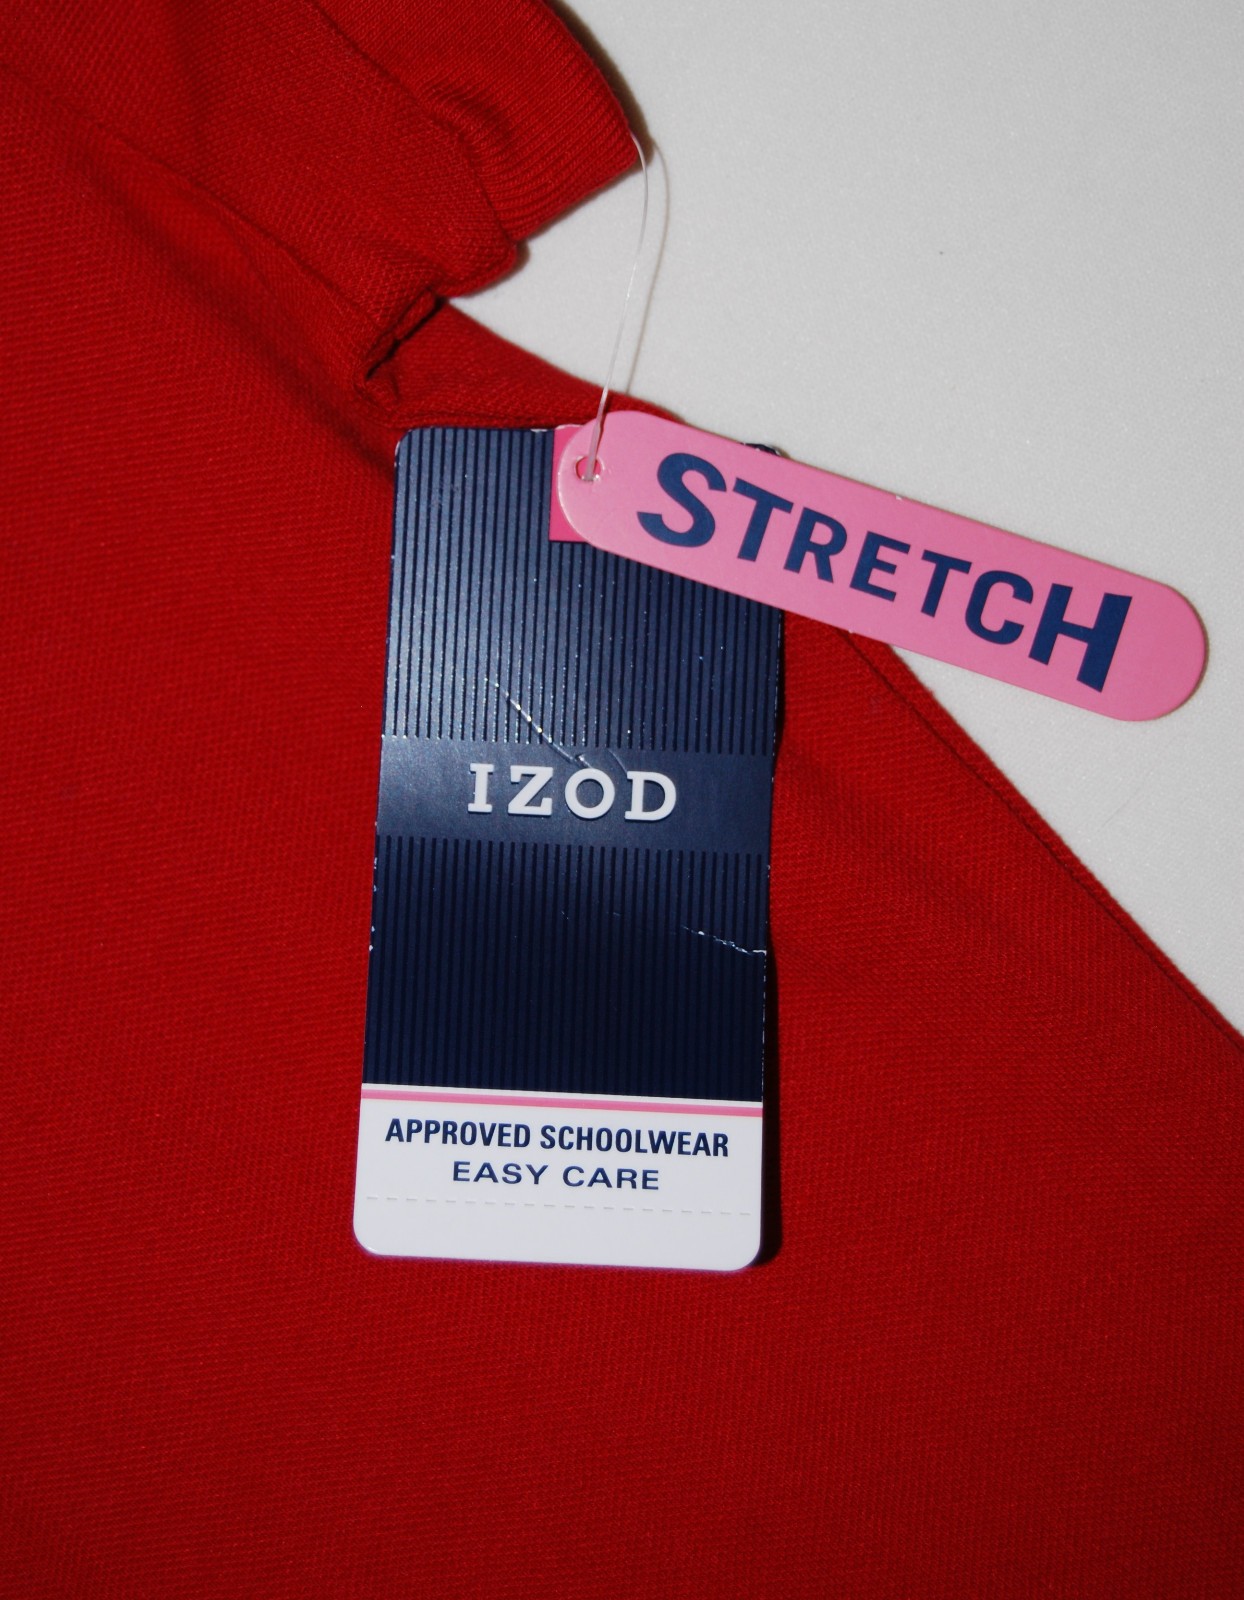 STRETCH
IZOD
APPROVED SCHOOLWEAR
EASY CARE